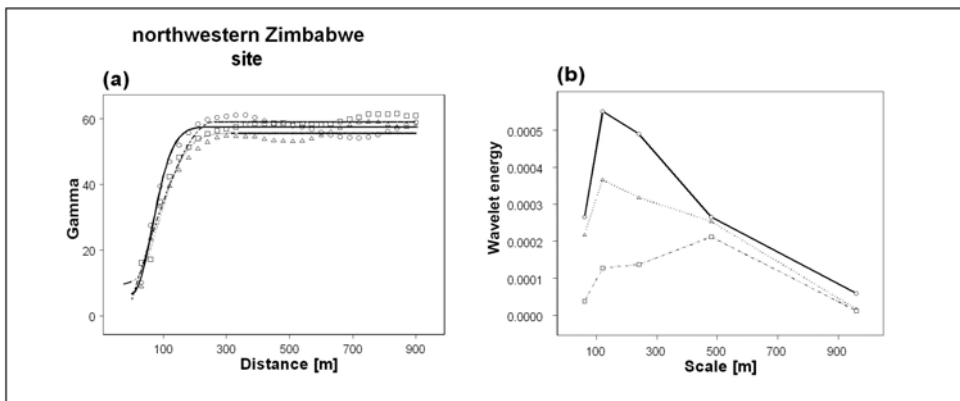 northwestern Zimbabwe
site
(a)
60
40
20
0
Gamma
100 300 500 700 900
Distance [m]
(b)
0.0005
0.0004
0.0003
0.0002
0.0001
0.0000
Wavelet energy
100 300 500 700 900
Scale [m]